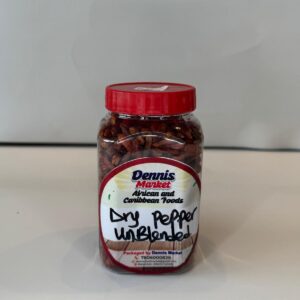 Dennis
Market
African and
Caribbean Foods
Dry Pepper
UnBlended
Packaged by Dennis Market